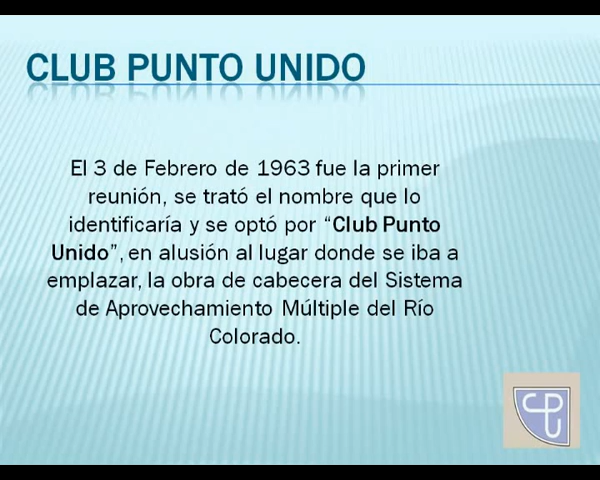 CLUB PUNTO UNIDO
El 3 de Febrero de 1963 fue la primer
reunión, se trató el nombre que lo
identificaría y se optó por “Club Punto
Unido”, en alusión al lugar donde se iba a
emplazar, la obra de cabecera del Sistema
de Aprovechamiento Múltiple del Río
Colorado.
CPU